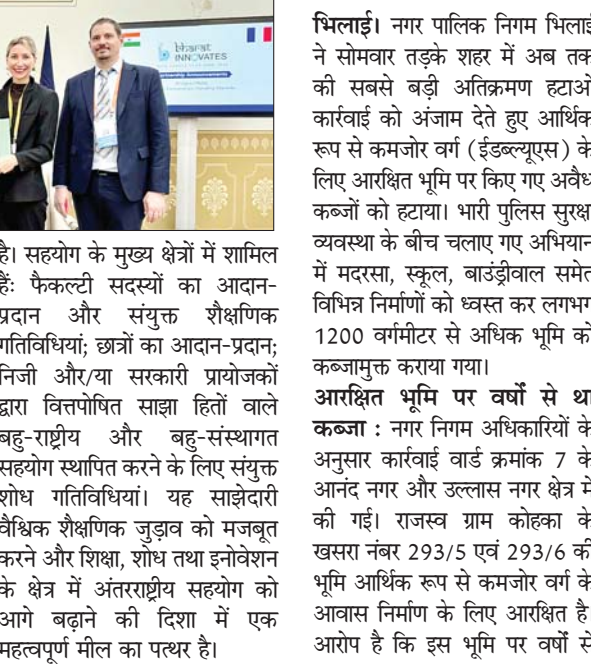 bharat
INNOVATES
Partnership Announcements
है। सहयोग के मुख्य क्षेत्रों में शामिल
हैंः फैकल्टी सदस्यों का आदान-
प्रदान और संयुक्त शैक्षणिक
गतिविधियां; छात्रों का आदान-प्रदान;
निजी और/या सरकारी प्रायोजकों
द्वारा वित्तपोषित साझा हितों वाले
बहु-राष्ट्रीय और बहु-संस्थागत
सहयोग स्थापित करने के लिए संयुक्त
शोध गतिविधियां। यह साझेदारी
वैश्विक शैक्षणिक जुड़ाव को मजबूत
करने और शिक्षा, शोध तथा इनोवेशन
के क्षेत्र में अंतरराष्ट्रीय सहयोग को
आगे बढ़ाने की दिशा में एक
महत्वपूर्ण मील का पत्थर है।
भिलाई। नगर पालिक निगम भिलाई
ने सोमवार तड़के शहर में अब तक
की सबसे बड़ी अतिक्रमण हटाओ
कार्रवाई को अंजाम देते हुए आर्थिक
रूप से कमजोर वर्ग (ईडब्ल्यूएस) के
लिए आरक्षित भूमि पर किए गए अवैध
कब्जों को हटाया। भारी पुलिस सुरक्षा
व्यवस्था के बीच चलाए गए अभियान
में मदरसा, स्कूल, बाउंड्रीवाल समेत
विभिन्न निर्माणों को ध्वस्त कर लगभग
1200 वर्गमीटर से अधिक भूमि को
कब्जामुक्त कराया गया।
आरक्षित भूमि पर वर्षों से था
कब्जा : नगर निगम अधिकारियों के
अनुसार कार्रवाई वार्ड क्रमांक 7 के
आनंद नगर और उल्लास नगर क्षेत्र में
की गई। राजस्व ग्राम कोहका के
खसरा नंबर 293/5 एवं 293/6 की
भूमि आर्थिक रूप से कमजोर वर्ग के
आवास निर्माण के लिए आरक्षित है।
आरोप है कि इस भूमि पर वर्षों से